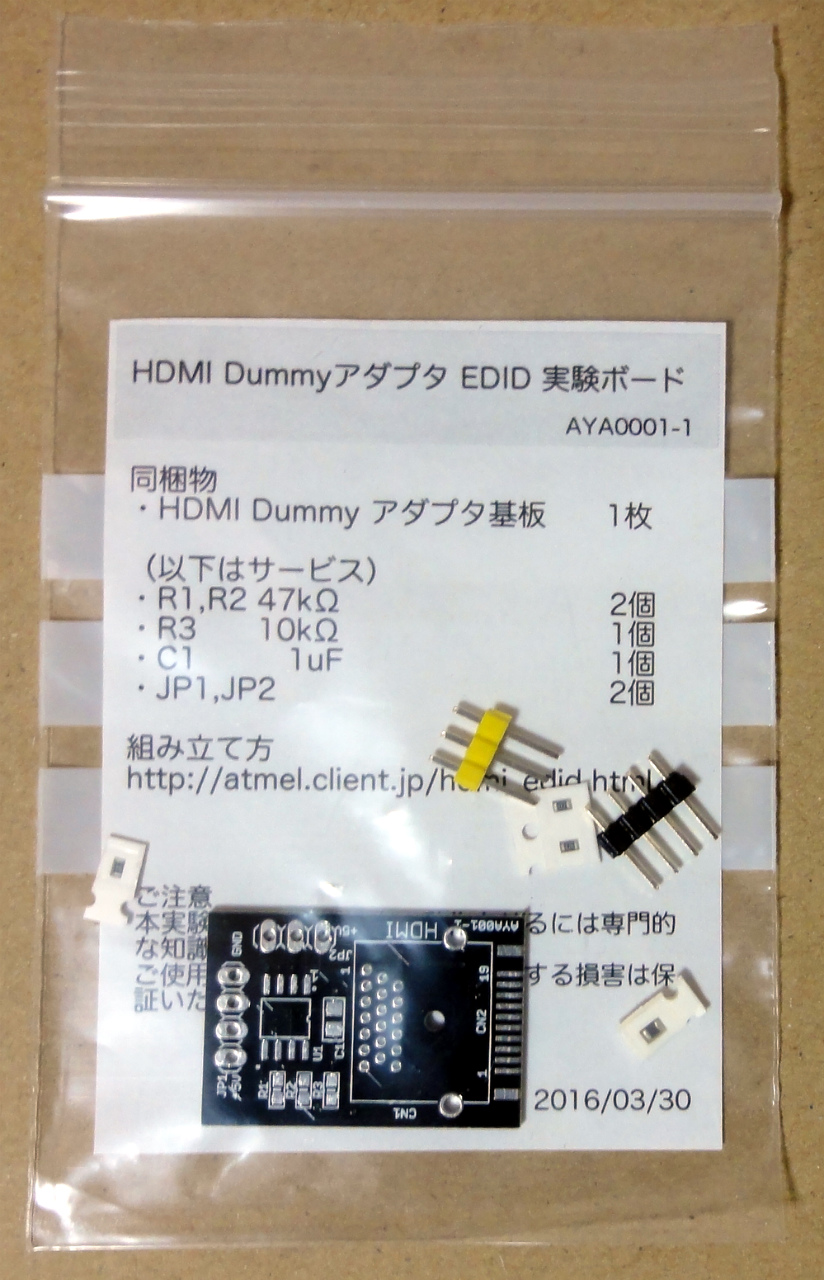 HDMI Dummyアダプタ EDID 実験ボード
AYA0001-1
同梱物
・HDMI Dummy アダプタ基板 1枚
（以下はサービス）
・R1,R2 47kΩ 2個
・R3 10kΩ 1個
・C1 1uF 1個
・JP1,JP2 2個
組み立て方
http://atmel.client.jp/hdmi_edid.html
ご注意
本実験 るには専門的
な知識
ご使用 する損害は保
証いた
2016/03/30
GND
+5V
JP2
HDMI
AYA001-1
1
19
CN2
1
U1
C1
JP1
+5V
R1
R2
R3
CN1